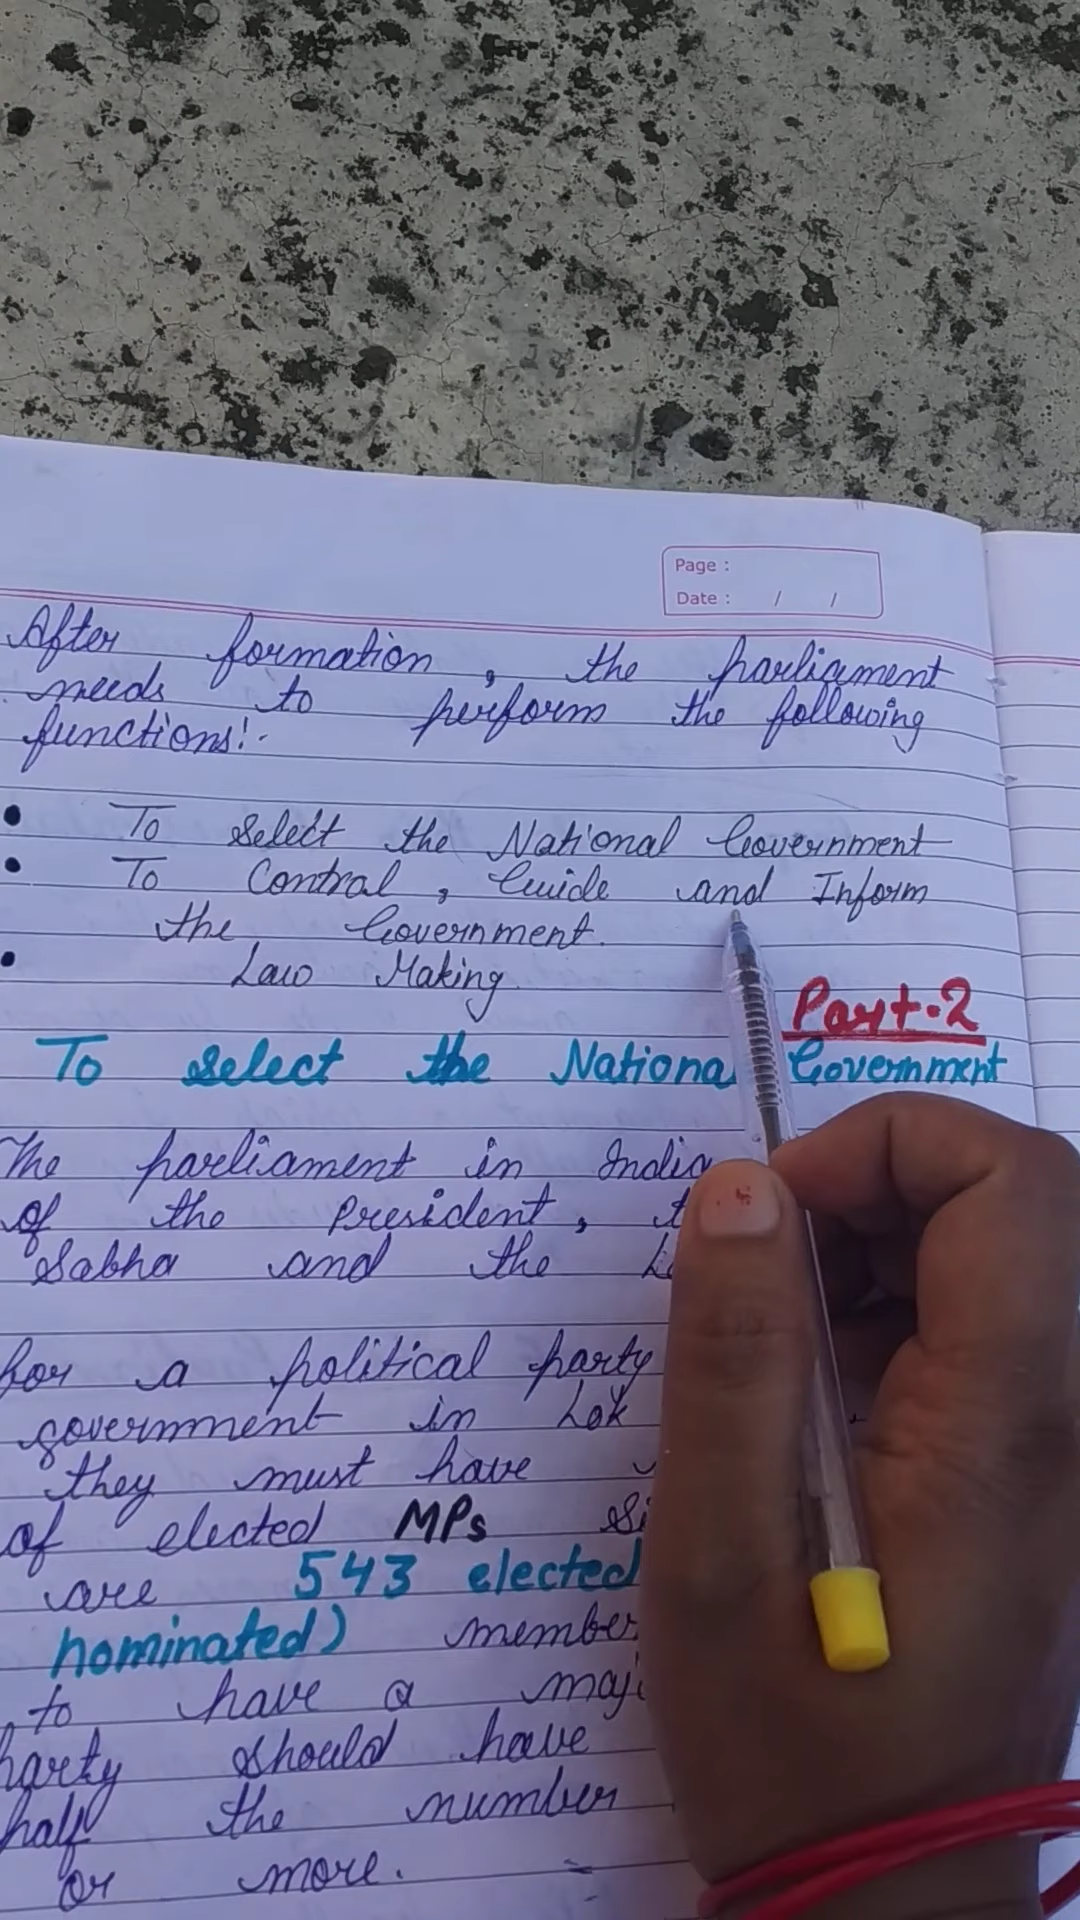 Page :
Date : / /
After formation, the parliament
needs to perform the following
functions:-
• To select the National Government
• To Control, Guide and Inform
the Government.
• Law Making
Part-2
To select the National Government
The parliament in India
of the President,
Sabha and the
for a political party
government in Lok
they must have
of elected MPs
are 543 elected
nominated)
to have a
party should have
half the number
or more.